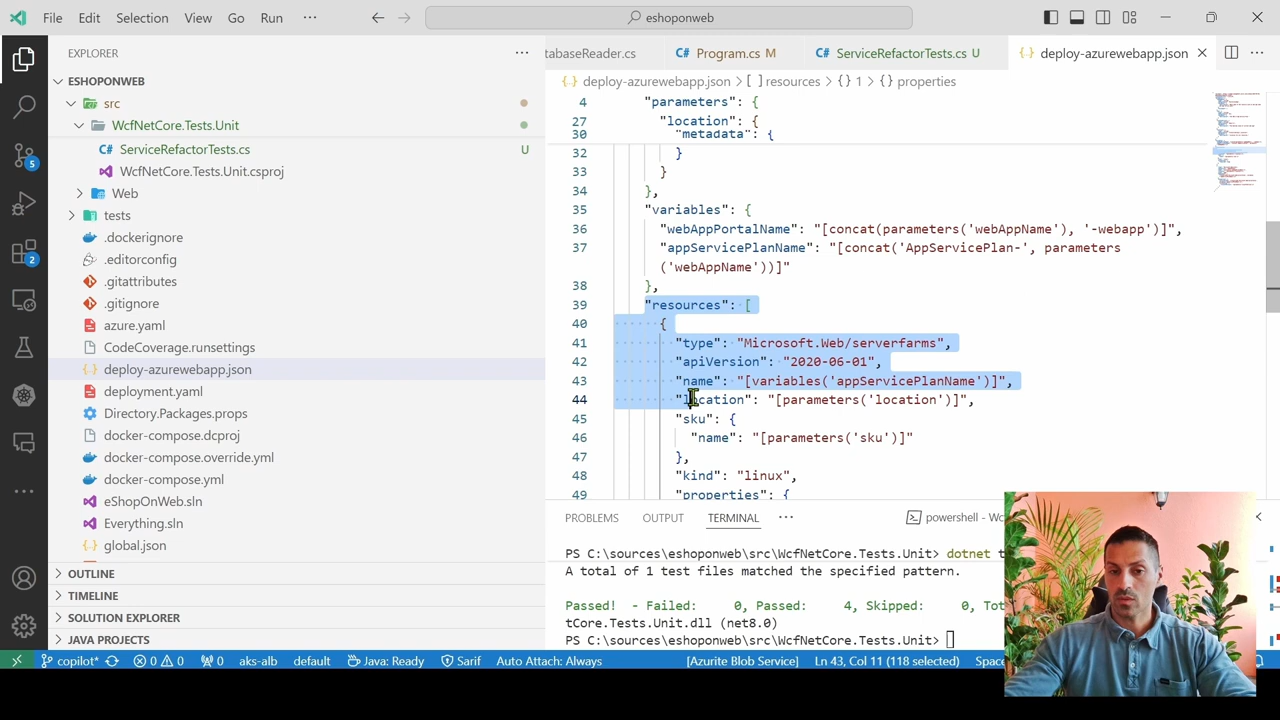 File Edit Selection View Go Run ··· eshoponweb
EXPLORER ···
ESHOPONWEB
src
WcfNetCore.Tests.Unit
ServiceRefactorTests.cs U
WcfNetCore.Tests.Unit.csproj
Web
tests
.dockerignore
.editorconfig
.gitattributes
.gitignore
azure.yaml
CodeCoverage.runsettings
deploy-azurewebapp.json
deployment.yaml
Directory.Packages.props
docker-compose.dcproj
docker-compose.override.yml
docker-compose.yml
eShopOnWeb.sln
Everything.sln
global.json
OUTLINE
TIMELINE
SOLUTION EXPLORER
JAVA PROJECTS
5
2
tabaseReader.cs C# Program.cs M C# ServiceRefactorTests.cs U {.} deploy-azurewebapp.json ···
{.} deploy-azurewebapp.json > [ ] resources > {} 1 > {} properties
4 "parameters": {
27 "location": {
30 "metadata": {
32 }
33 }
34 },
35 "variables": {
36 "webAppPortalName": "[concat(parameters('webAppName'), '-webapp')]",
37 "appServicePlanName": "[concat('AppServicePlan-', parameters
('webAppName'))]"
38 },
39 "resources": [
40 {
41 "type": "Microsoft.Web/serverfarms",
42 "apiVersion": "2020-06-01",
43 "name": "[variables('appServicePlanName')]",
44 "location": "[parameters('location')]",
45 "sku": {
46 "name": "[parameters('sku')]"
47 },
48 "kind": "linux",
49 "properties": {
PROBLEMS OUTPUT TERMINAL ··· powershell - Wc
PS C:\sources\eshoponweb\src\WcfNetCore.Tests.Unit> dotnet t
A total of 1 test files matched the specified pattern.
Passed! - Failed: 0, Passed: 4, Skipped: 0, Tot
tCore.Tests.Unit.dll (net8.0)
PS C:\sources\eshoponweb\src\WcfNetCore.Tests.Unit>
copilot* 0 0 0 aks-alb default Java: Ready Sarif Auto Attach: Always [Azurite Blob Service] Ln 43, Col 11 (118 selected) Spac